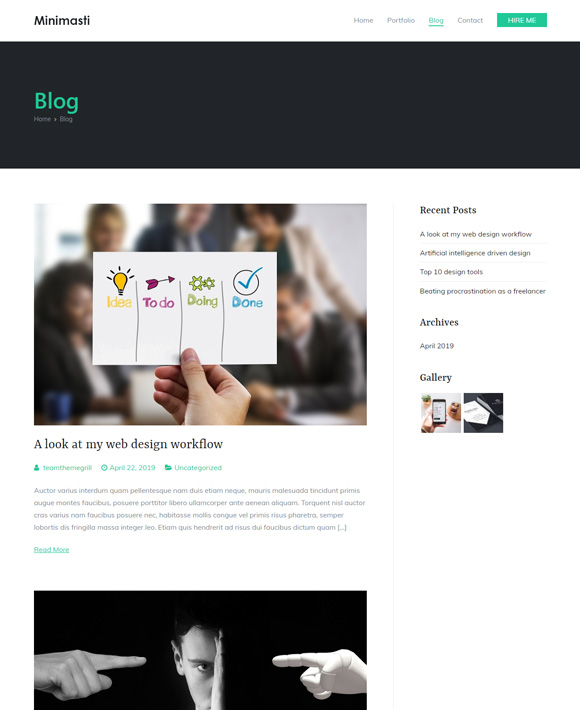 Minimasti
Home Portfolio Blog Contact HIRE ME
Blog
Home › Blog
Idea To do Doing Done
A look at my web design workflow
teamthemegrill April 22, 2019 Uncategorized
Auctor varius interdum quam pellentesque nam duis etiam neque, mauris malesuada tincidunt primis
augue montes faucibus, posuere porttitor libero ullamcorper ante aenean aliquam. Torquent nisl auctor
cras varius nam faucibus posuere nec, habitasse mollis congue vel primis risus pharetra, semper
lobortis dis fringilla massa integer leo. Etiam quis hendrerit ad risus dui faucibus dictum quam [...]
Read More
Recent Posts
A look at my web design workflow
Artificial intelligence driven design
Top 10 design tools
Beating procrastination as a freelancer
Archives
April 2019
Gallery